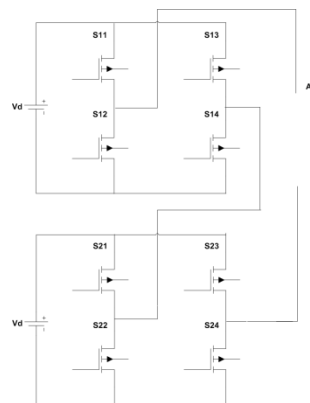 S11 S13
A
Vd + -
S12 S14
S21 S23
Vd + -
S22 S24